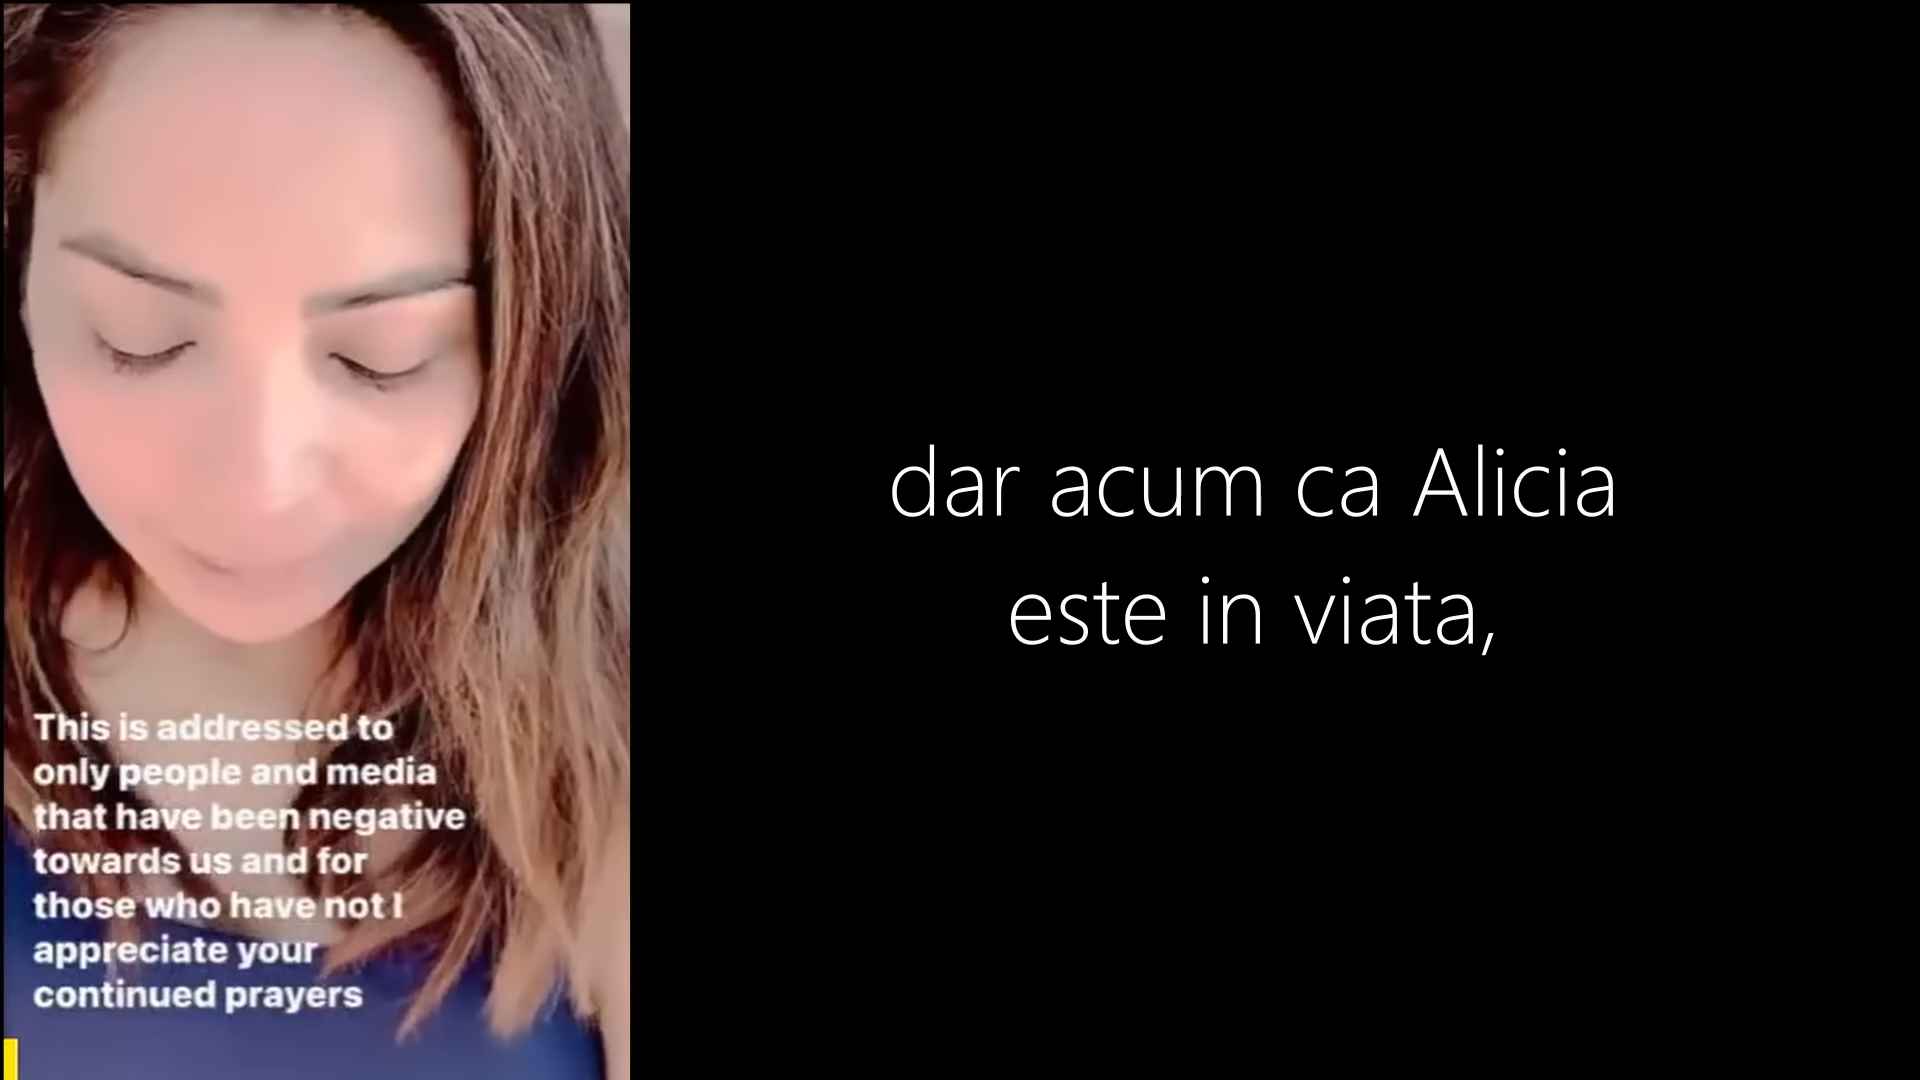 This is addressed to
only people and media
that have been negative
towards us and for
those who have not I
appreciate your
continued prayers
dar acum ca Alicia
este in viata,